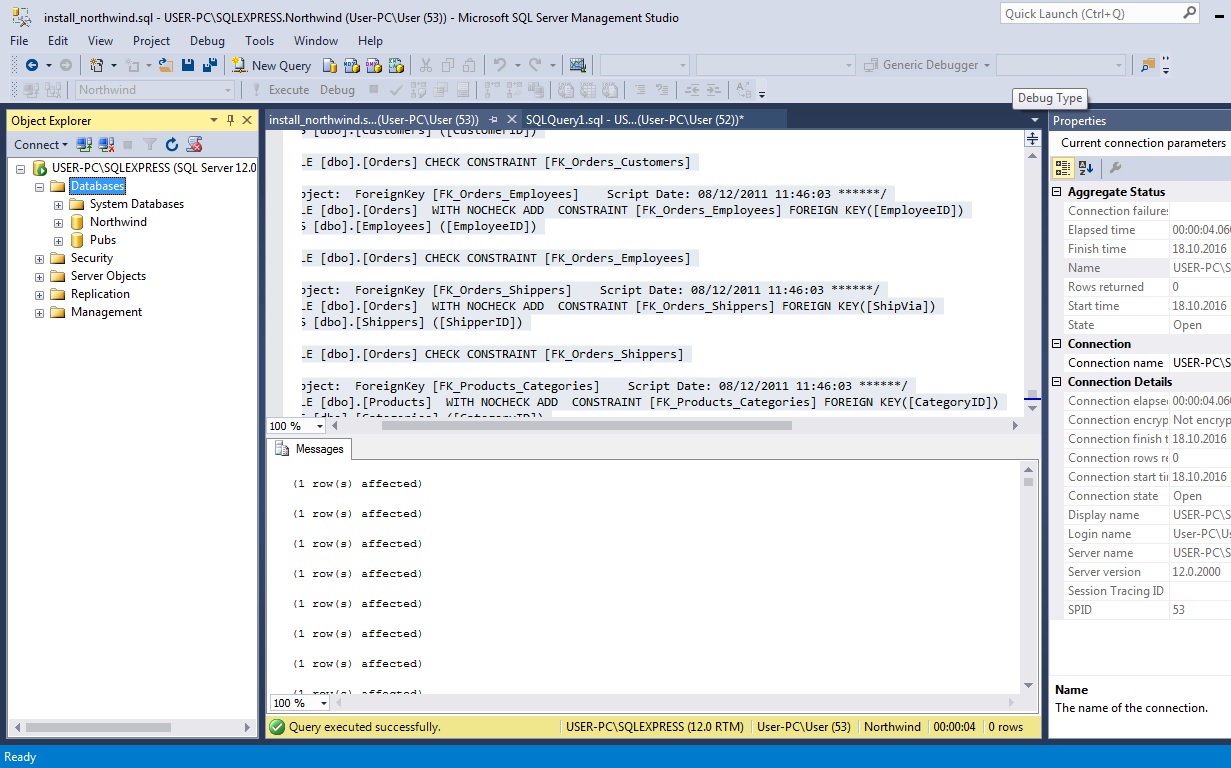 install_northwind.sql - USER-PC\SQLEXPRESS.Northwind (User-PC\User (53)) - Microsoft SQL Server Management Studio
Quick Launch (Ctrl+Q)
File Edit View Project Debug Tools Window Help
New Query
Generic Debugger
Northwind
Execute Debug
Debug Type
Object Explorer
Connect
USER-PC\SQLEXPRESS (SQL Server 12.0
Databases
System Databases
Northwind
Pubs
Security
Server Objects
Replication
Management
install_northwind.s...(User-PC\User (53))
SQLQuery1.sql - US...(User-PC\User (52))*
S [dbo].[Customers] ([CustomerID])
LE [dbo].[Orders] CHECK CONSTRAINT [FK_Orders_Customers]
bject:  ForeignKey [FK_Orders_Employees]    Script Date: 08/12/2011 11:46:03 ******/
LE [dbo].[Orders]  WITH NOCHECK ADD  CONSTRAINT [FK_Orders_Employees] FOREIGN KEY([EmployeeID])
S [dbo].[Employees] ([EmployeeID])
LE [dbo].[Orders] CHECK CONSTRAINT [FK_Orders_Employees]
bject:  ForeignKey [FK_Orders_Shippers]    Script Date: 08/12/2011 11:46:03 ******/
LE [dbo].[Orders]  WITH NOCHECK ADD  CONSTRAINT [FK_Orders_Shippers] FOREIGN KEY([ShipVia])
S [dbo].[Shippers] ([ShipperID])
LE [dbo].[Orders] CHECK CONSTRAINT [FK_Orders_Shippers]
bject:  ForeignKey [FK_Products_Categories]    Script Date: 08/12/2011 11:46:03 ******/
LE [dbo].[Products]  WITH NOCHECK ADD  CONSTRAINT [FK_Products_Categories] FOREIGN KEY([CategoryID])
S [dbo].[Categories] ([CategoryID])
100 %
Messages
(1 row(s) affected)
(1 row(s) affected)
(1 row(s) affected)
(1 row(s) affected)
(1 row(s) affected)
(1 row(s) affected)
(1 row(s) affected)
(1 row(s) affected)
100 %
Query executed successfully.
USER-PC\SQLEXPRESS (12.0 RTM) User-PC\User (53) Northwind 00:00:04 0 rows
Properties
Current connection parameters
Aggregate Status
Connection failures
Elapsed time 00:00:04.060
Finish time 18.10.2016
Name USER-PC\S
Rows returned 0
Start time 18.10.2016
State Open
Connection
Connection name USER-PC\S
Connection Details
Connection elapse 00:00:04.060
Connection encryp Not encryp
Connection finish t 18.10.2016
Connection rows re 0
Connection start ti 18.10.2016
Connection state Open
Display name USER-PC\S
Login name User-PC\Us
Server name USER-PC\S
Server version 12.0.2000
Session Tracing ID
SPID 53
Name
The name of the connection.
Ready